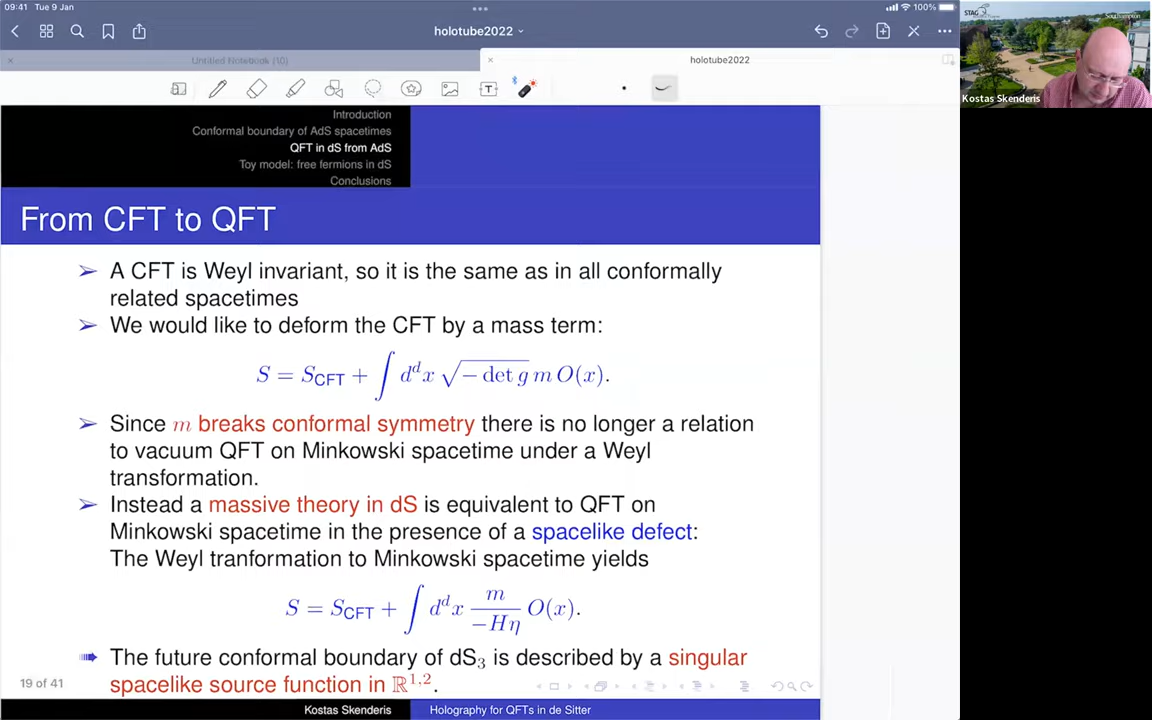 09:41 Tue 9 Jan
100%
holotube2022
Untitled Notebook (10)
holotube2022
Southampton
STAG
Kostas Skenderis
Introduction
Conformal boundary of AdS spacetimes
QFT in dS from AdS
Toy model: free fermions in dS
Conclusions
From CFT to QFT
➢ A CFT is Weyl invariant, so it is the same as in all conformally
related spacetimes
➢ We would like to deform the CFT by a mass term:
S = S_CFT + ∫ d^d x √(− det g) m O(x).
➢ Since m breaks conformal symmetry there is no longer a relation
to vacuum QFT on Minkowski spacetime under a Weyl
transformation.
➢ Instead a massive theory in dS is equivalent to QFT on
Minkowski spacetime in the presence of a spacelike defect:
The Weyl tranformation to Minkowski spacetime yields
S = S_CFT + ∫ d^d x m/(−Hη) O(x).
The future conformal boundary of dS₃ is described by a singular
spacelike source function in ℝ^{1,2}.
19 of 41
Kostas Skenderis Holography for QFTs in de Sitter